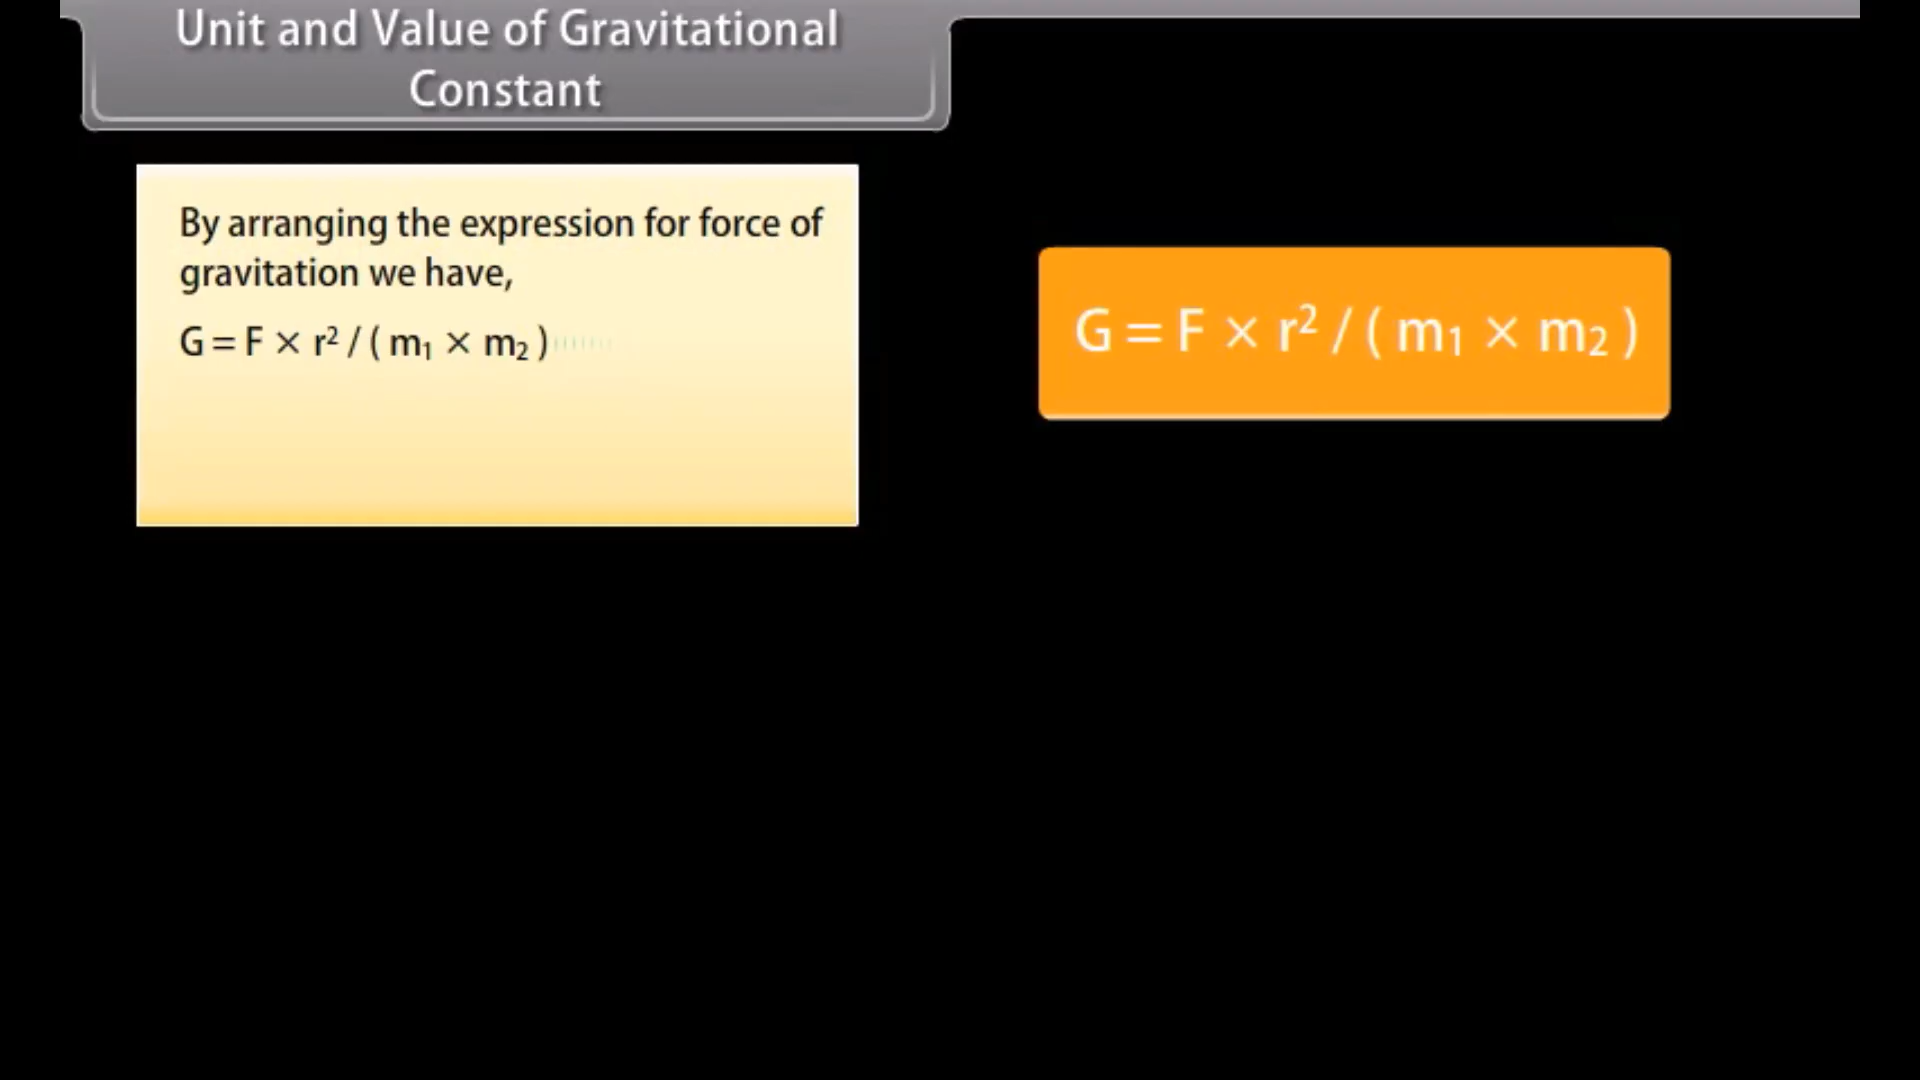 Unit and Value of Gravitational
Constant
By arranging the expression for force of
gravitation we have,
G = F × r² / ( m₁ × m₂ )
G = F × r² / ( m₁ × m₂ )